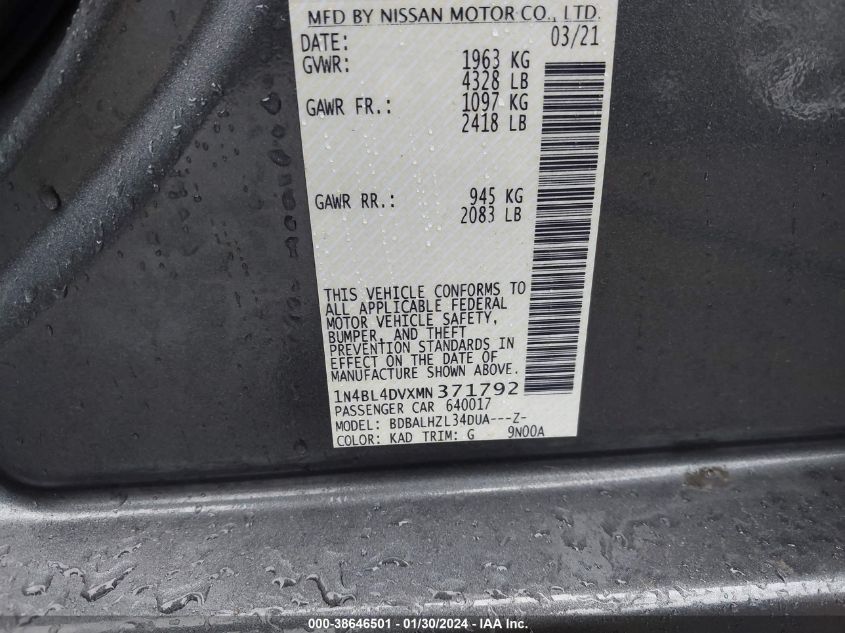 MFD BY NISSAN MOTOR CO., LTD.
DATE: 03/21
GVWR: 1963 KG
4328 LB
GAWR FR.: 1097 KG
2418 LB
GAWR RR.: 945 KG
2083 LB
THIS VEHICLE CONFORMS TO
ALL APPLICABLE FEDERAL
MOTOR VEHICLE SAFETY,
BUMPER, AND THEFT
PREVENTION STANDARDS IN
EFFECT ON THE DATE OF
MANUFACTURE SHOWN ABOVE.
1N4BL4DVXMN371792
PASSENGER CAR 640017
MODEL: BDBALHZL34DUA---Z-
COLOR: KAD TRIM: G 9N00A
000-38646501 - 01/30/2024 - IAA Inc.